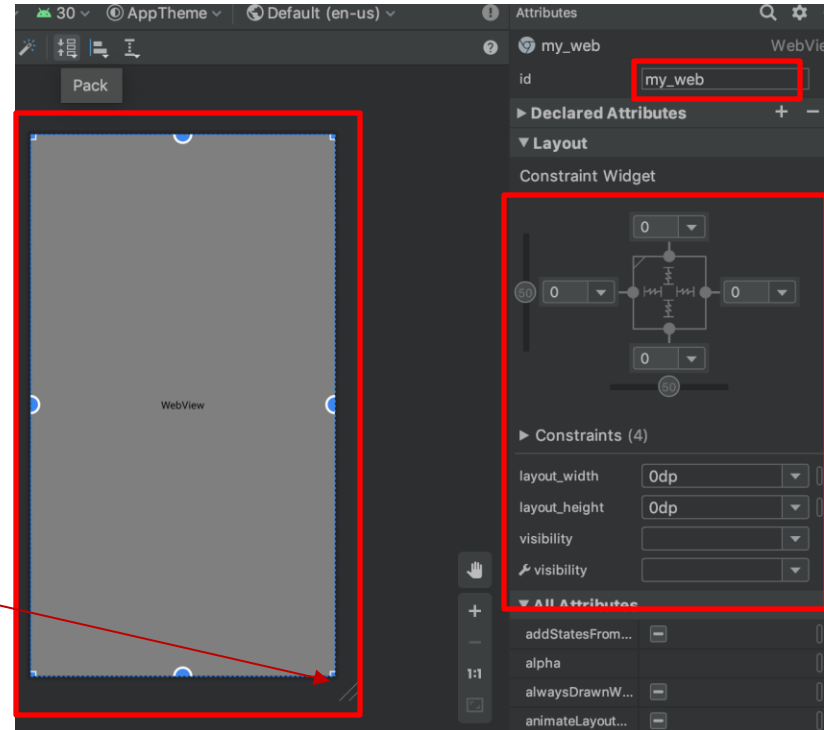 30 AppTheme Default (en-us)
Pack
WebView
1:1
Attributes
my_web WebVie
id my_web
Declared Attributes
Layout
Constraint Widget
0
50 0 0
0
50
Constraints (4)
layout_width 0dp
layout_height 0dp
visibility
visibility
All Attributes
addStatesFrom...
alpha
alwaysDrawnW...
animateLayout...